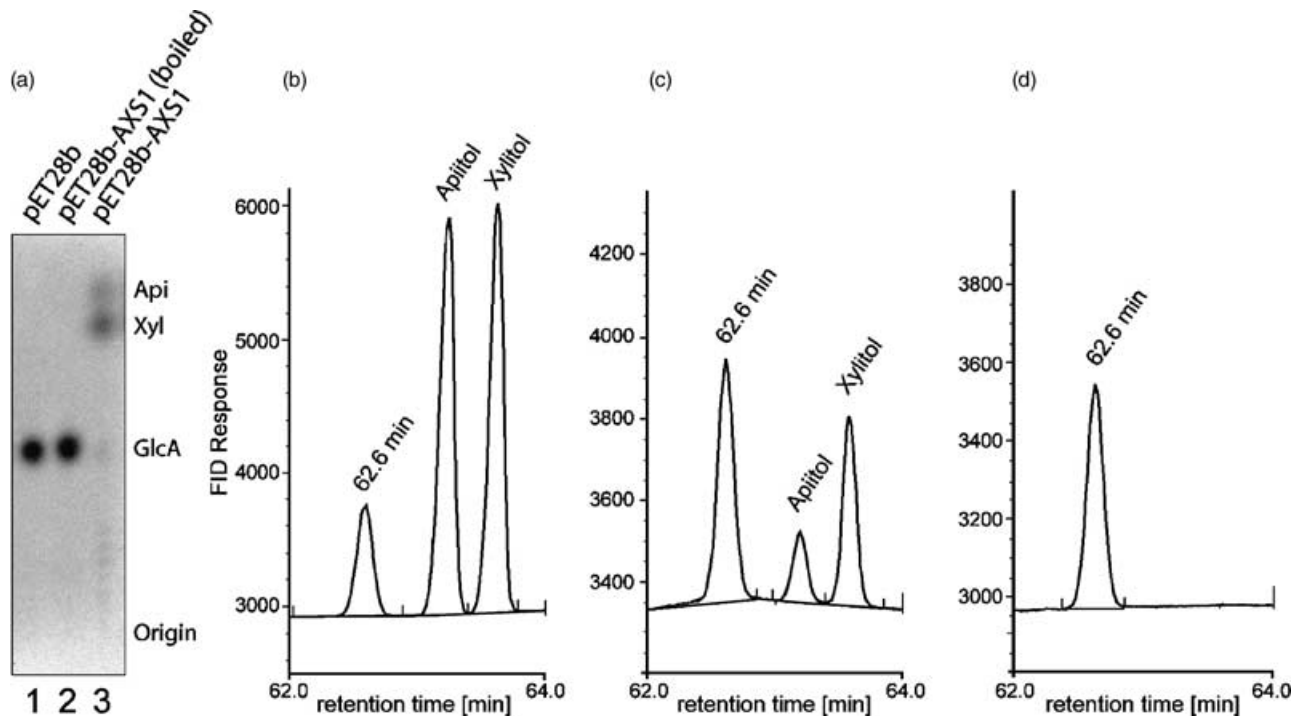 (a)
pET28b
pET28b-AXS1 (boiled)
pET28b-AXS1
Api
Xyl
GlcA
Origin
1 2 3
(b)
FID Response
6000
5000
4000
3000
62.6 min
Apiitol
Xylitol
62.0 64.0
retention time [min]
(c)
4200
4000
3800
3600
3400
62.6 min
Apiitol
Xylitol
62.0 64.0
retention time [min]
(d)
3800
3600
3400
3200
3000
62.6 min
62.0 64.0
retention time [min]